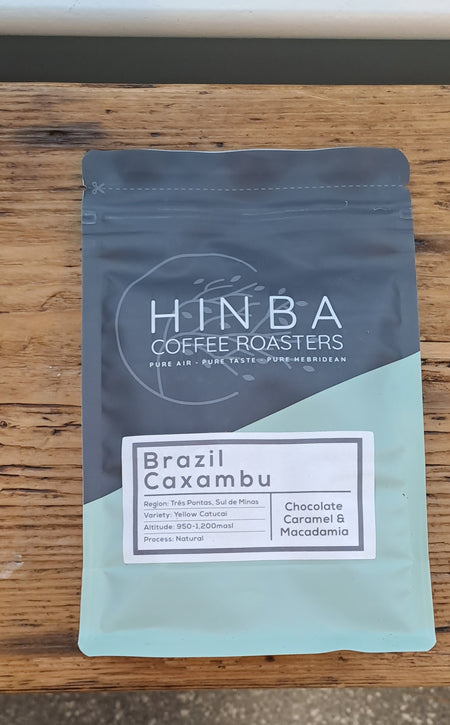 HINBA
COFFEE ROASTERS
PURE AIR - PURE TASTE - PURE HEBRIDEAN
Brazil
Caxambu
Region: Três Pontas, Sul de Minas
Variety: Yellow Catucai
Altitude: 950-1,200masl
Process: Natural
Chocolate
Caramel &
Macadamia